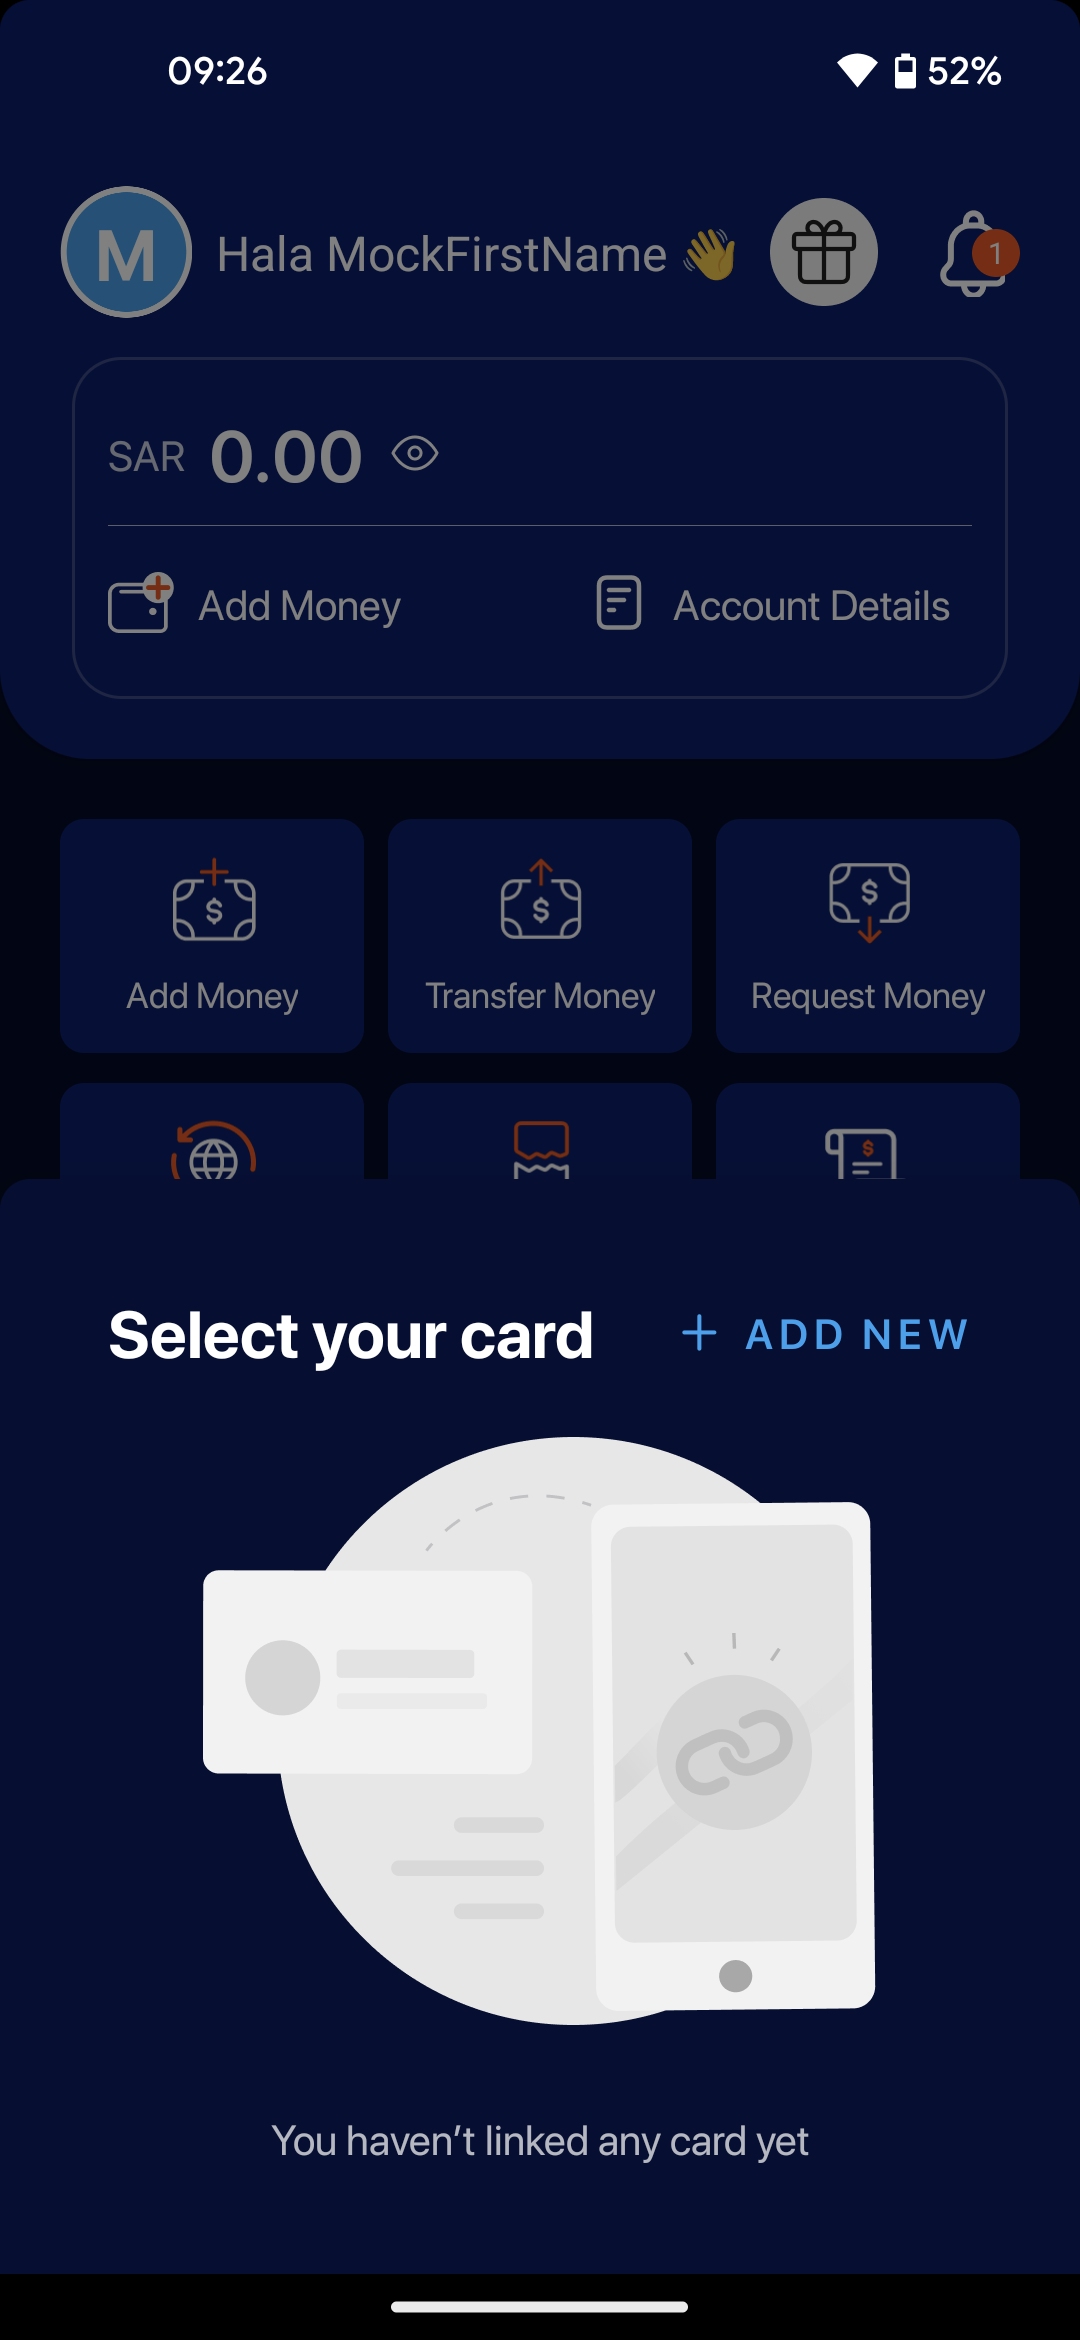 09:26
52%
M
Hala MockFirstName 👋
1
SAR 0.00
Add Money
Account Details
$
$
$
Add Money
Transfer Money
Request Money
$
Select your card
+ ADD NEW
You haven’t linked any card yet